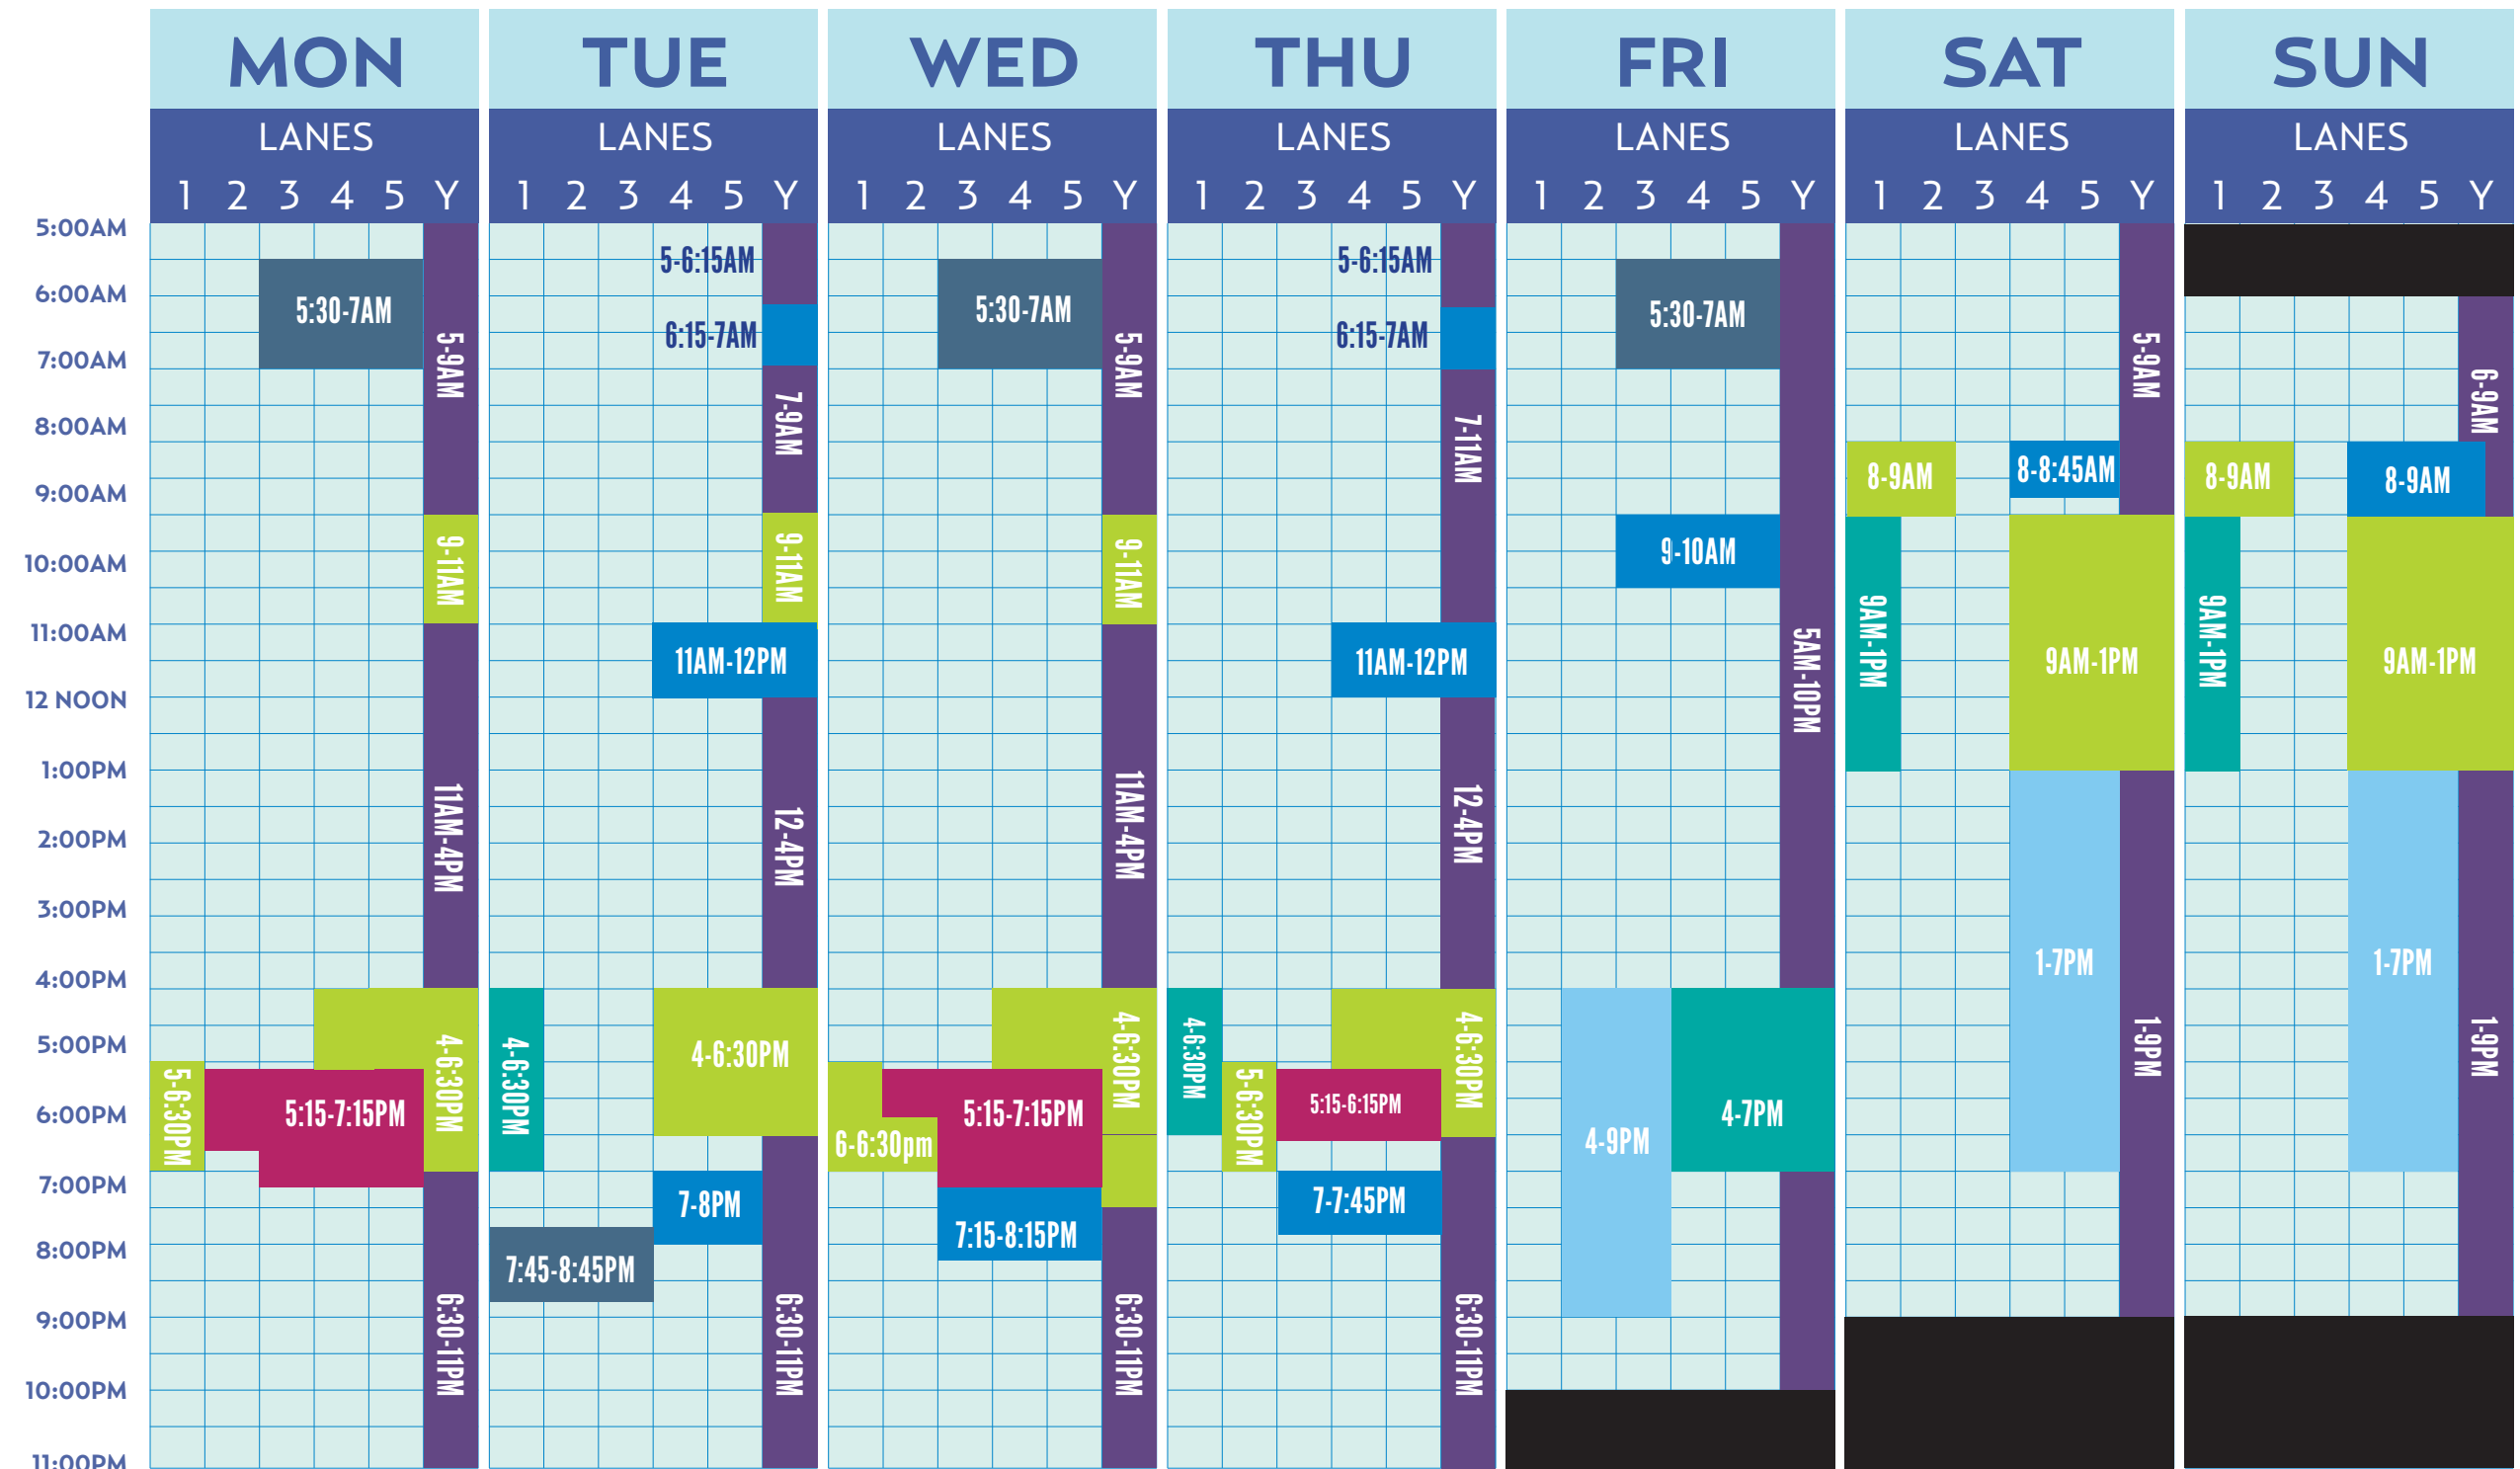 MON TUE WED THU FRI SAT SUN
LANES LANES LANES LANES LANES LANES LANES
1 2 3 4 5 Y 1 2 3 4 5 Y 1 2 3 4 5 Y 1 2 3 4 5 Y 1 2 3 4 5 Y 1 2 3 4 5 Y 1 2 3 4 5 Y
5:00AM
5-6:15AM 5-6:15AM
6:00AM
5:30-7AM 5:30-7AM 5:30-7AM
6:15-7AM 6:15-7AM
7:00AM
5-9AM 5-9AM 5-9AM
6-9AM
7-9AM 7-11AM
8:00AM
8-9AM 8-8:45AM 8-9AM 8-9AM
9:00AM
9-11AM 9-11AM 9-11AM 9-10AM
10:00AM
11:00AM
11AM-12PM 11AM-12PM 5AM-10PM 9AM-1PM 9AM-1PM 9AM-1PM 9AM-1PM
12 NOON
1:00PM
11AM-4PM 12-4PM 11AM-4PM 12-4PM
2:00PM
3:00PM
1-7PM 1-7PM
4:00PM
5:00PM
4-6:30PM 4-6:30PM 4-6:30PM 4-6:30PM 4-6:30PM 4-6:30PM 1-9PM 1-9PM
5-6:30PM 5:15-7:15PM 5:15-7:15PM 5-6:30PM 5:15-6:15PM 4-7PM
6:00PM
6-6:30pm 4-9PM
7:00PM
7-8PM 7-7:45PM
7:15-8:15PM
8:00PM
7:45-8:45PM
9:00PM
6:30-11PM 6:30-11PM 6:30-11PM 6:30-11PM
10:00PM
11:00PM